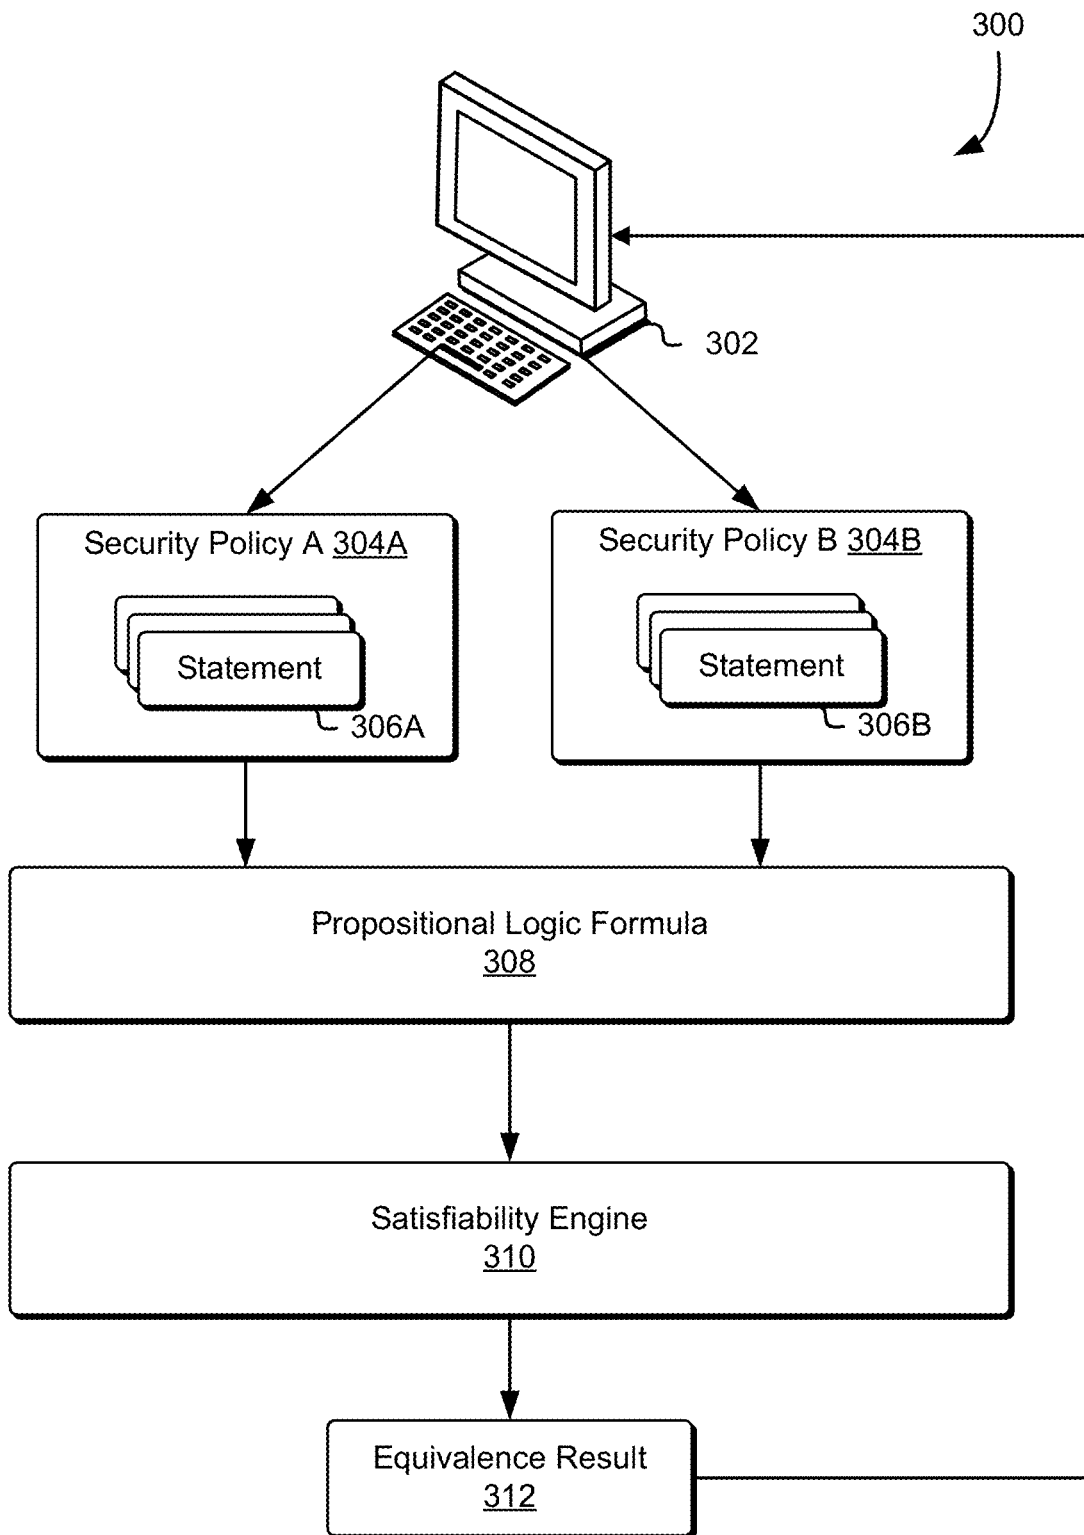 300
302
Security Policy A 304A
Statement
306A
Security Policy B 304B
Statement
306B
Propositional Logic Formula
308
Satisfiability Engine
310
Equivalence Result
312